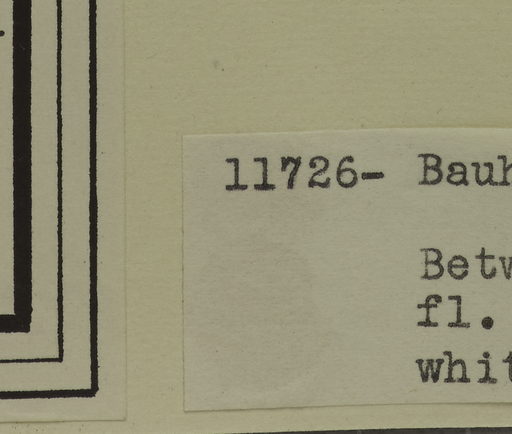 11726- Bauh
Betw
fl.
whit